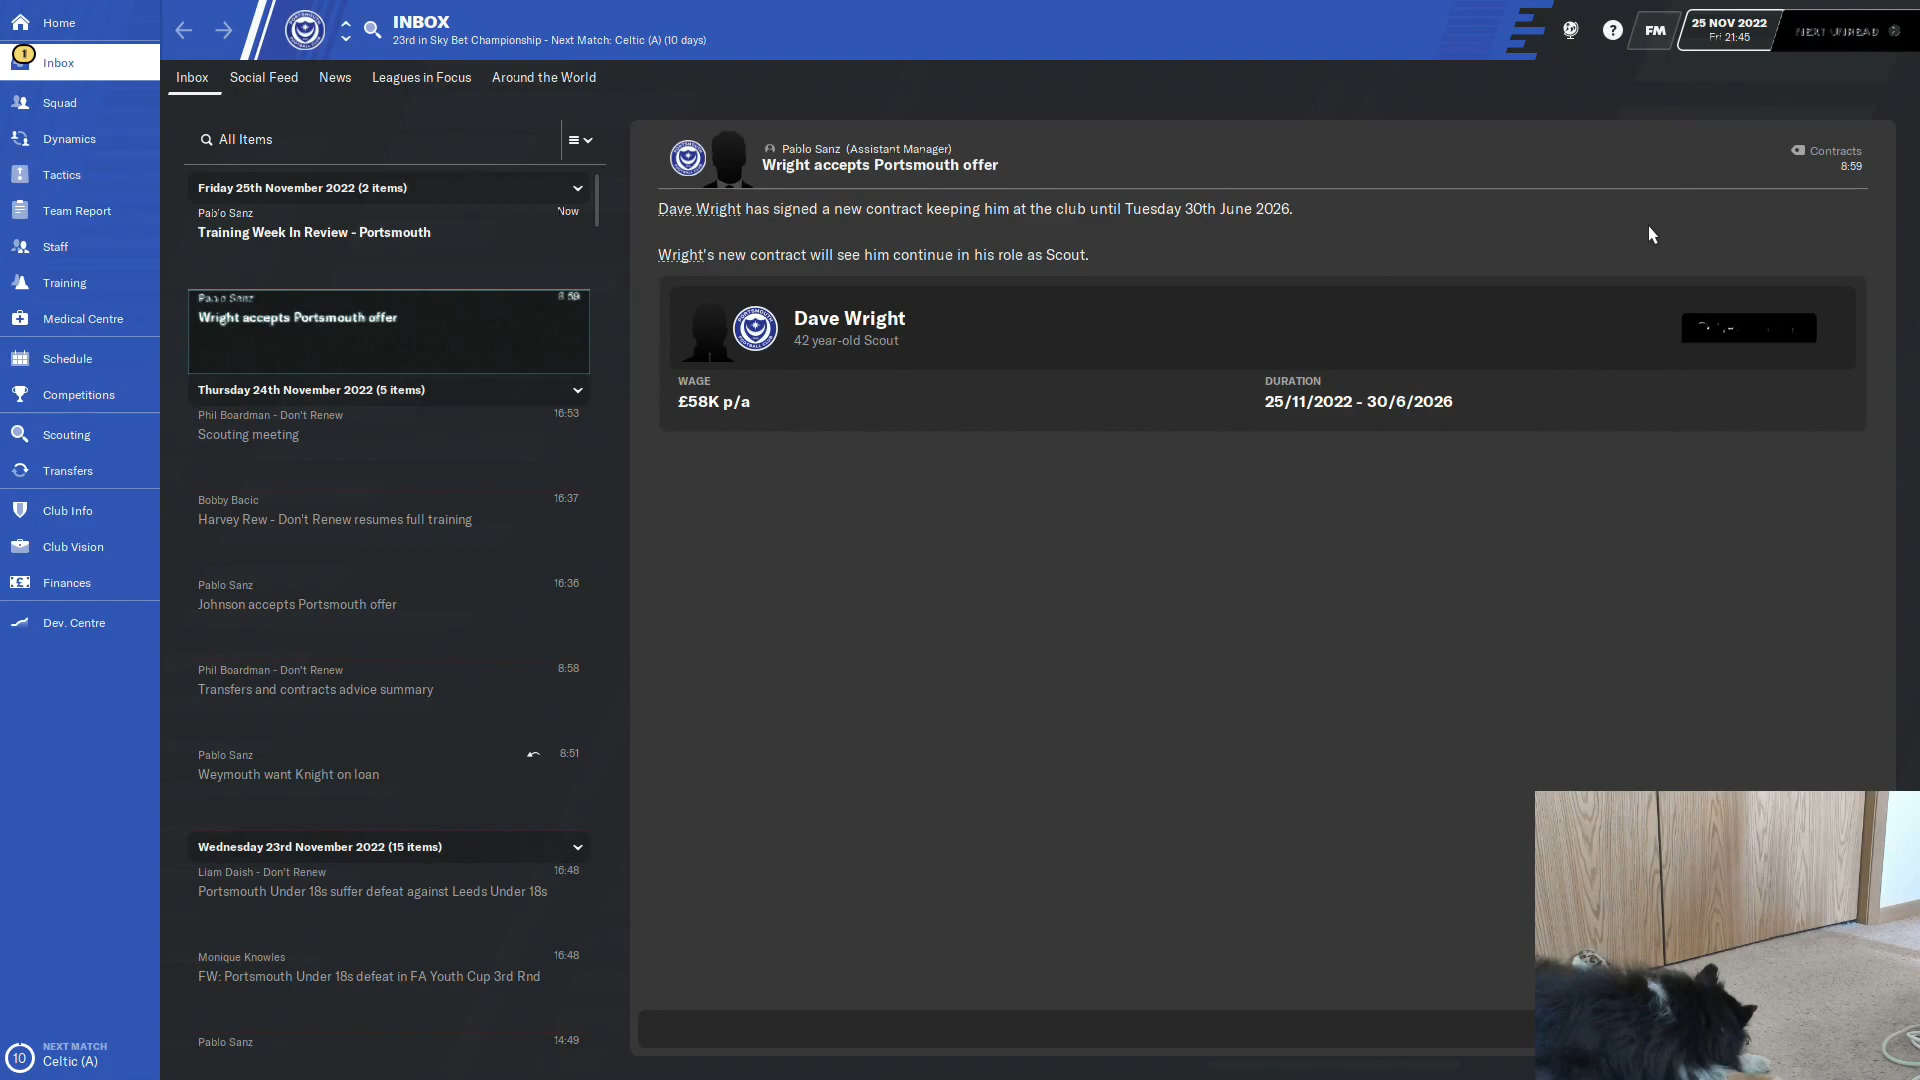 Home
Inbox
1
Squad
Dynamics
Tactics
Team Report
Staff
Training
Medical Centre
Schedule
Competitions
Scouting
Transfers
Club Info
Club Vision
Finances
Dev. Centre
10
NEXT MATCH
Celtic (A)
INBOX
23rd in Sky Bet Championship - Next Match: Celtic (A) (10 days)
?
FM
25 NOV 2022
Fri 21:45
NEXT UNREAD
Inbox
Social Feed
News
Leagues in Focus
Around the World
All Items
Friday 25th November 2022 (2 items)
Pablo Sanz
Now
Training Week In Review - Portsmouth
Pablo Sanz
8:59
Wright accepts Portsmouth offer
Thursday 24th November 2022 (5 items)
Phil Boardman - Don't Renew
16:53
Scouting meeting
Bobby Bacic
16:37
Harvey Rew - Don't Renew resumes full training
Pablo Sanz
16:36
Johnson accepts Portsmouth offer
Phil Boardman - Don't Renew
8:58
Transfers and contracts advice summary
Pablo Sanz
8:51
Weymouth want Knight on loan
Wednesday 23rd November 2022 (15 items)
Liam Daish - Don't Renew
16:48
Portsmouth Under 18s suffer defeat against Leeds Under 18s
Monique Knowles
16:48
FW: Portsmouth Under 18s defeat in FA Youth Cup 3rd Rnd
Pablo Sanz
14:49
Pablo Sanz (Assistant Manager)
Wright accepts Portsmouth offer
Contracts
8:59
Dave Wright has signed a new contract keeping him at the club until Tuesday 30th June 2026.
Wright's new contract will see him continue in his role as Scout.
Dave Wright
42 year-old Scout
WAGE
£58K p/a
DURATION
25/11/2022 - 30/6/2026